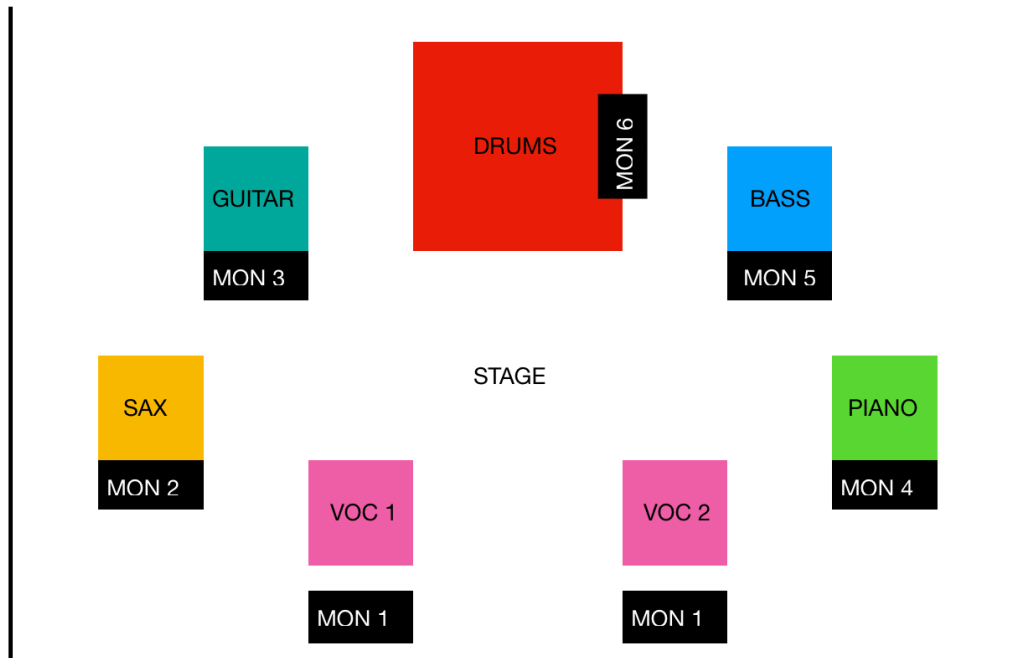 DRUMS
MON 6
GUITAR
BASS
MON 3
MON 5
STAGE
SAX
PIANO
MON 2
MON 4
VOC 1
VOC 2
MON 1
MON 1